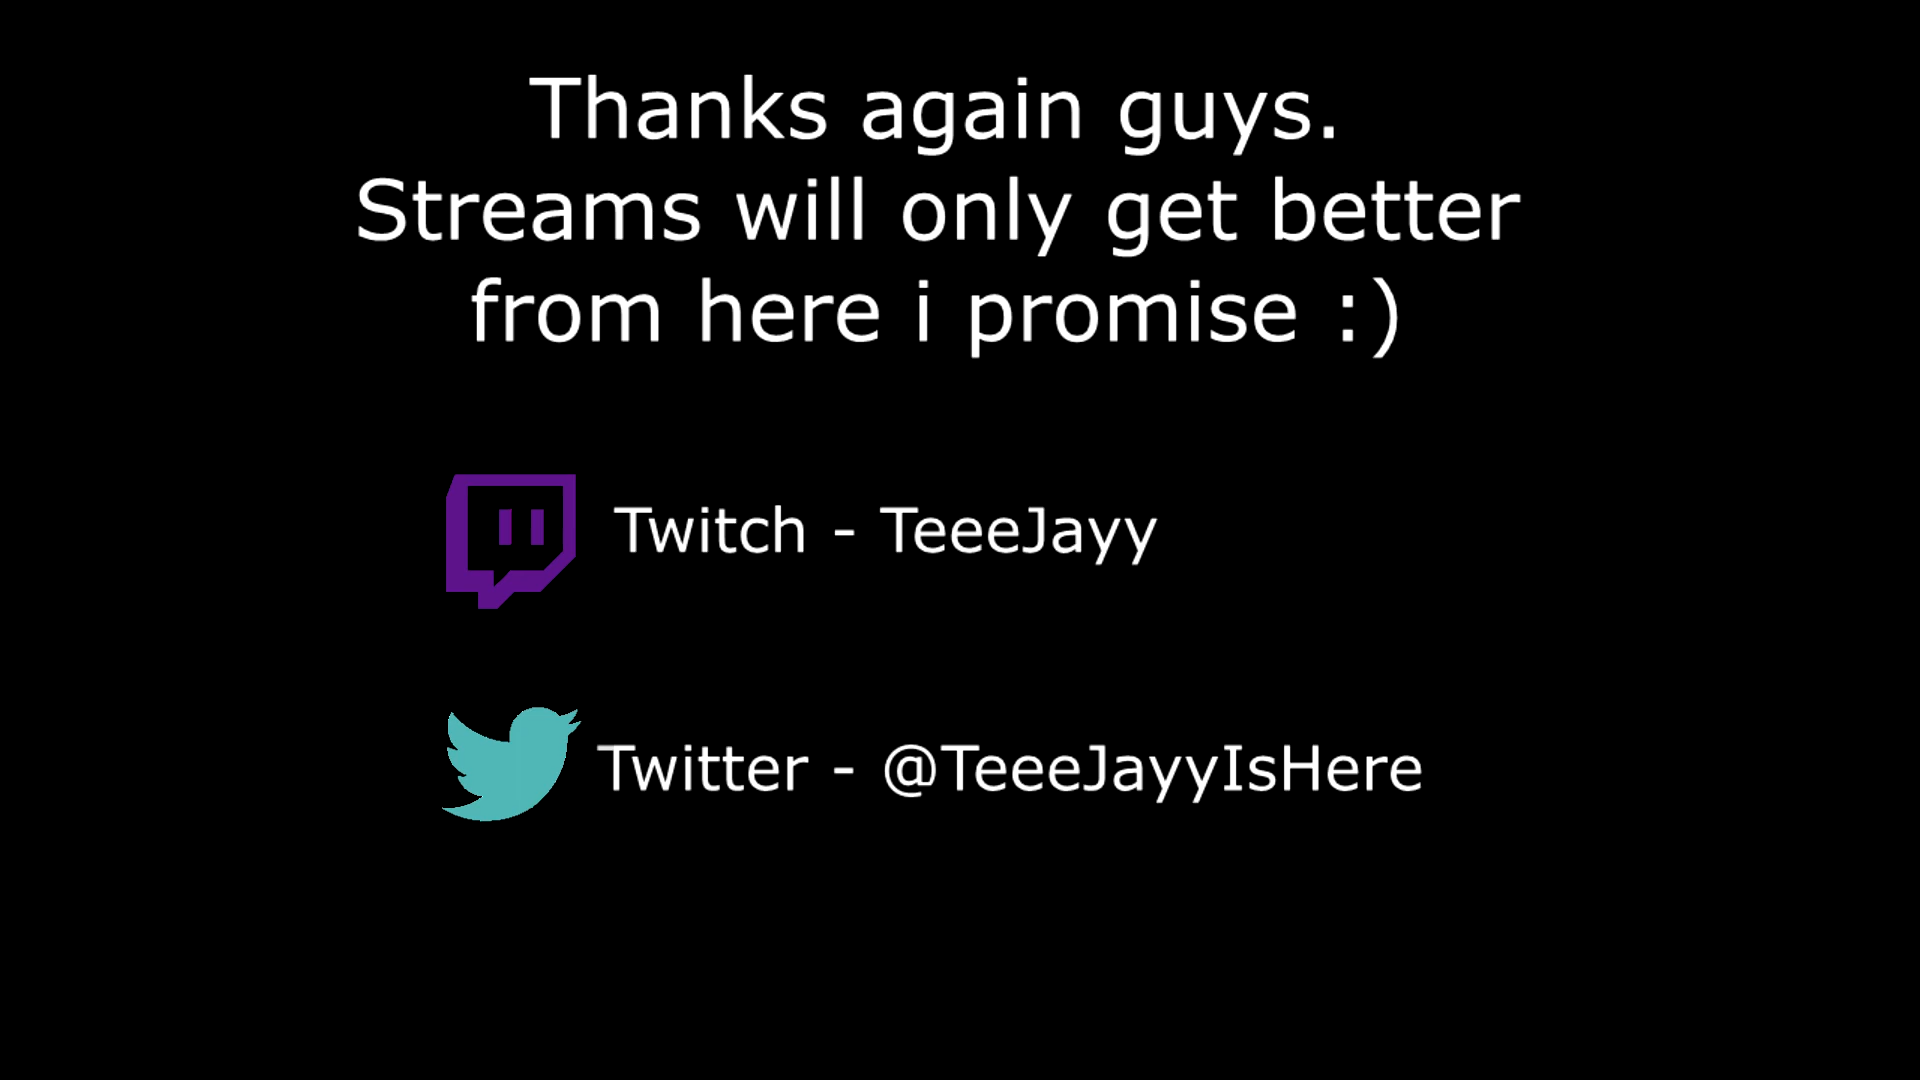 Thanks again guys.
Streams will only get better
from here i promise :)
Twitch - TeeeJayy
Twitter - @TeeeJayyIsHere